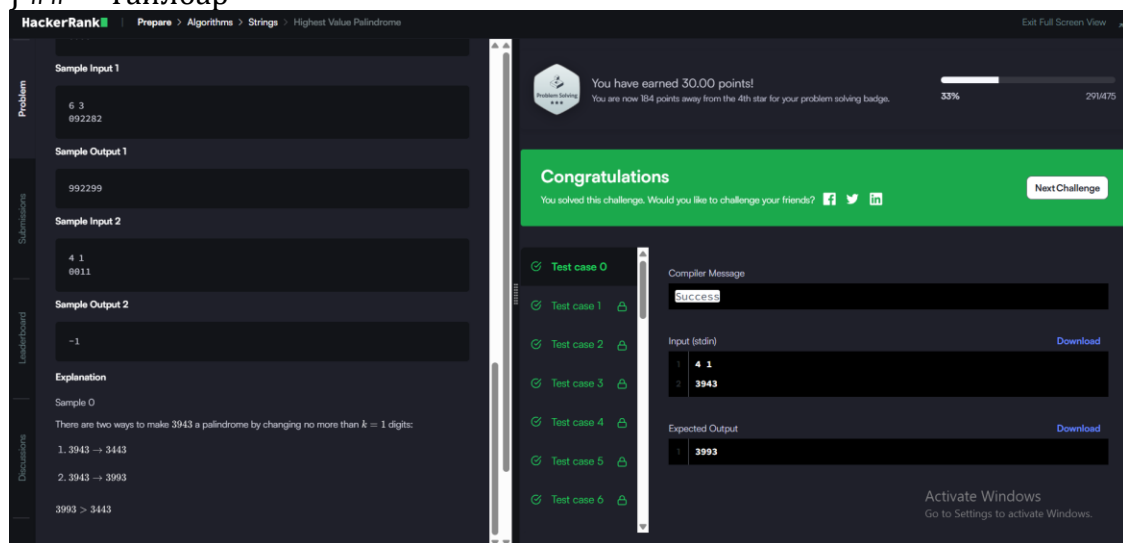 HackerRank Prepare > Algorithms > Strings > Highest Value Palindrome
Exit Full Screen View
Problem
Submissions
Leaderboard
Discussions
Sample Input 1
6 3
092282
Sample Output 1
992299
Sample Input 2
4 1
0011
Sample Output 2
-1
Explanation
Sample 0
There are two ways to make 3943 a palindrome by changing no more than k = 1 digits:
1. 3943 → 3443
2. 3943 → 3993
3993 > 3443
Problem Solving
You have earned 30.00 points!
You are now 184 points away from the 4th star for your problem solving badge.
33%
291/475
Congratulations
You solved this challenge. Would you like to challenge your friends?
Next Challenge
Test case 0
Test case 1
Test case 2
Test case 3
Test case 4
Test case 5
Test case 6
Compiler Message
Success
Input (stdin)
Download
1 4 1
2 3943
Expected Output
Download
1 3993
Activate Windows
Go to Settings to activate Windows.